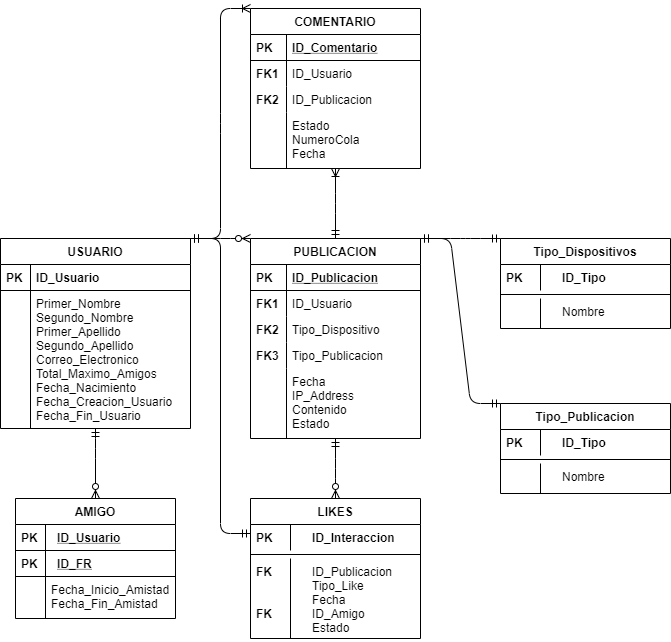 COMENTARIO
PK ID_Comentario
FK1 ID_Usuario
FK2 ID_Publicacion
Estado
NumeroCola
Fecha
USUARIO
PK ID_Usuario
Primer_Nombre
Segundo_Nombre
Primer_Apellido
Segundo_Apellido
Correo_Electronico
Total_Maximo_Amigos
Fecha_Nacimiento
Fecha_Creacion_Usuario
Fecha_Fin_Usuario
PUBLICACION
PK ID_Publicacion
FK1 ID_Usuario
FK2 Tipo_Dispositivo
FK3 Tipo_Publicacion
Fecha
IP_Address
Contenido
Estado
Tipo_Dispositivos
PK ID_Tipo
Nombre
Tipo_Publicacion
PK ID_Tipo
Nombre
AMIGO
PK ID_Usuario
PK ID_FR
Fecha_Inicio_Amistad
Fecha_Fin_Amistad
LIKES
PK ID_Interaccion
FK ID_Publicacion
Tipo_Like
Fecha
FK ID_Amigo
Estado